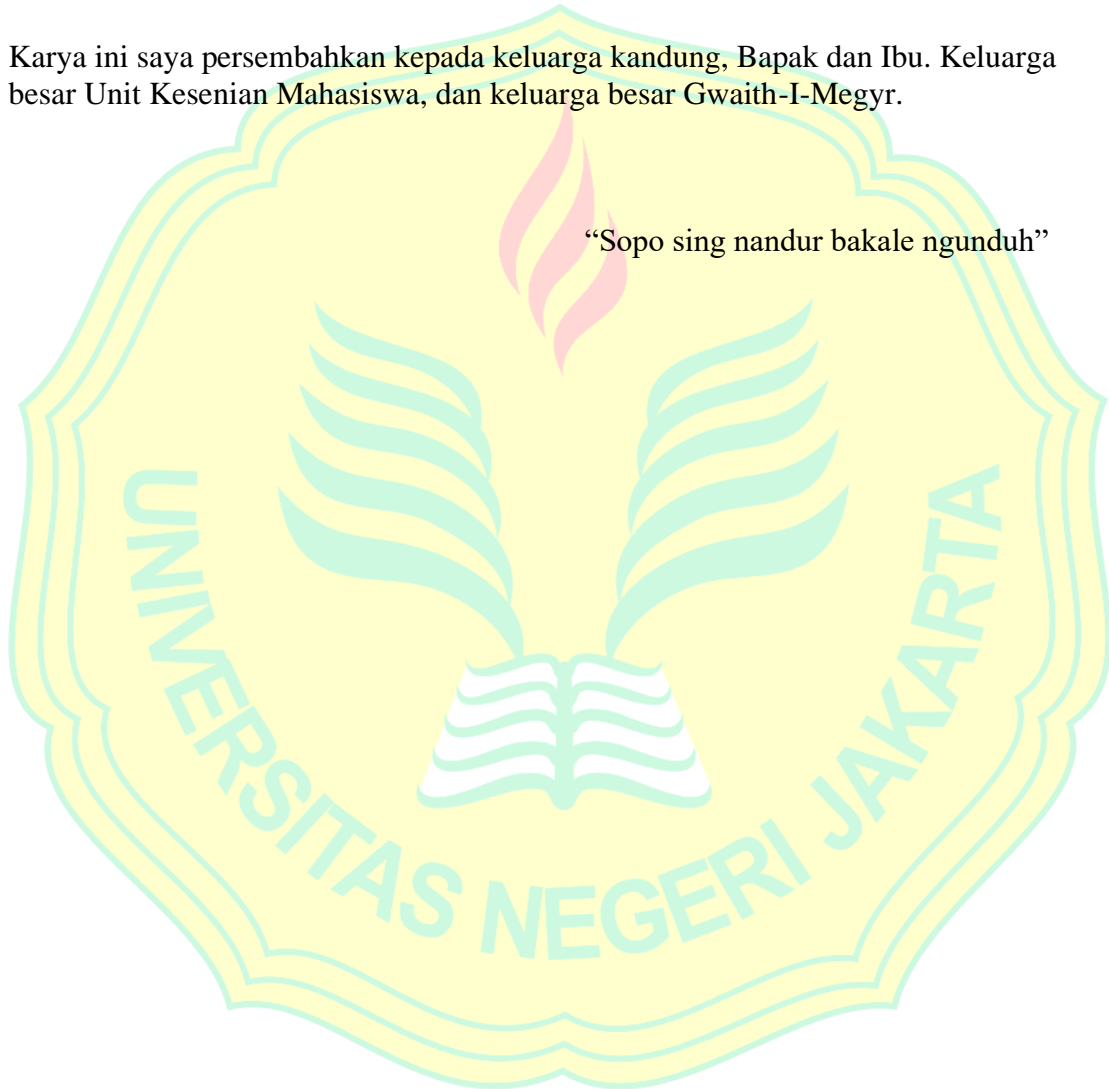 Karya ini saya persembahkan kepada keluarga kandung, Bapak dan Ibu. Keluarga
besar Unit Kesenian Mahasiswa, dan keluarga besar Gwaith-I-Megyr.
“Sopo sing nandur bakale ngunduh”
UNIVERSITAS NEGERI JAKARTA